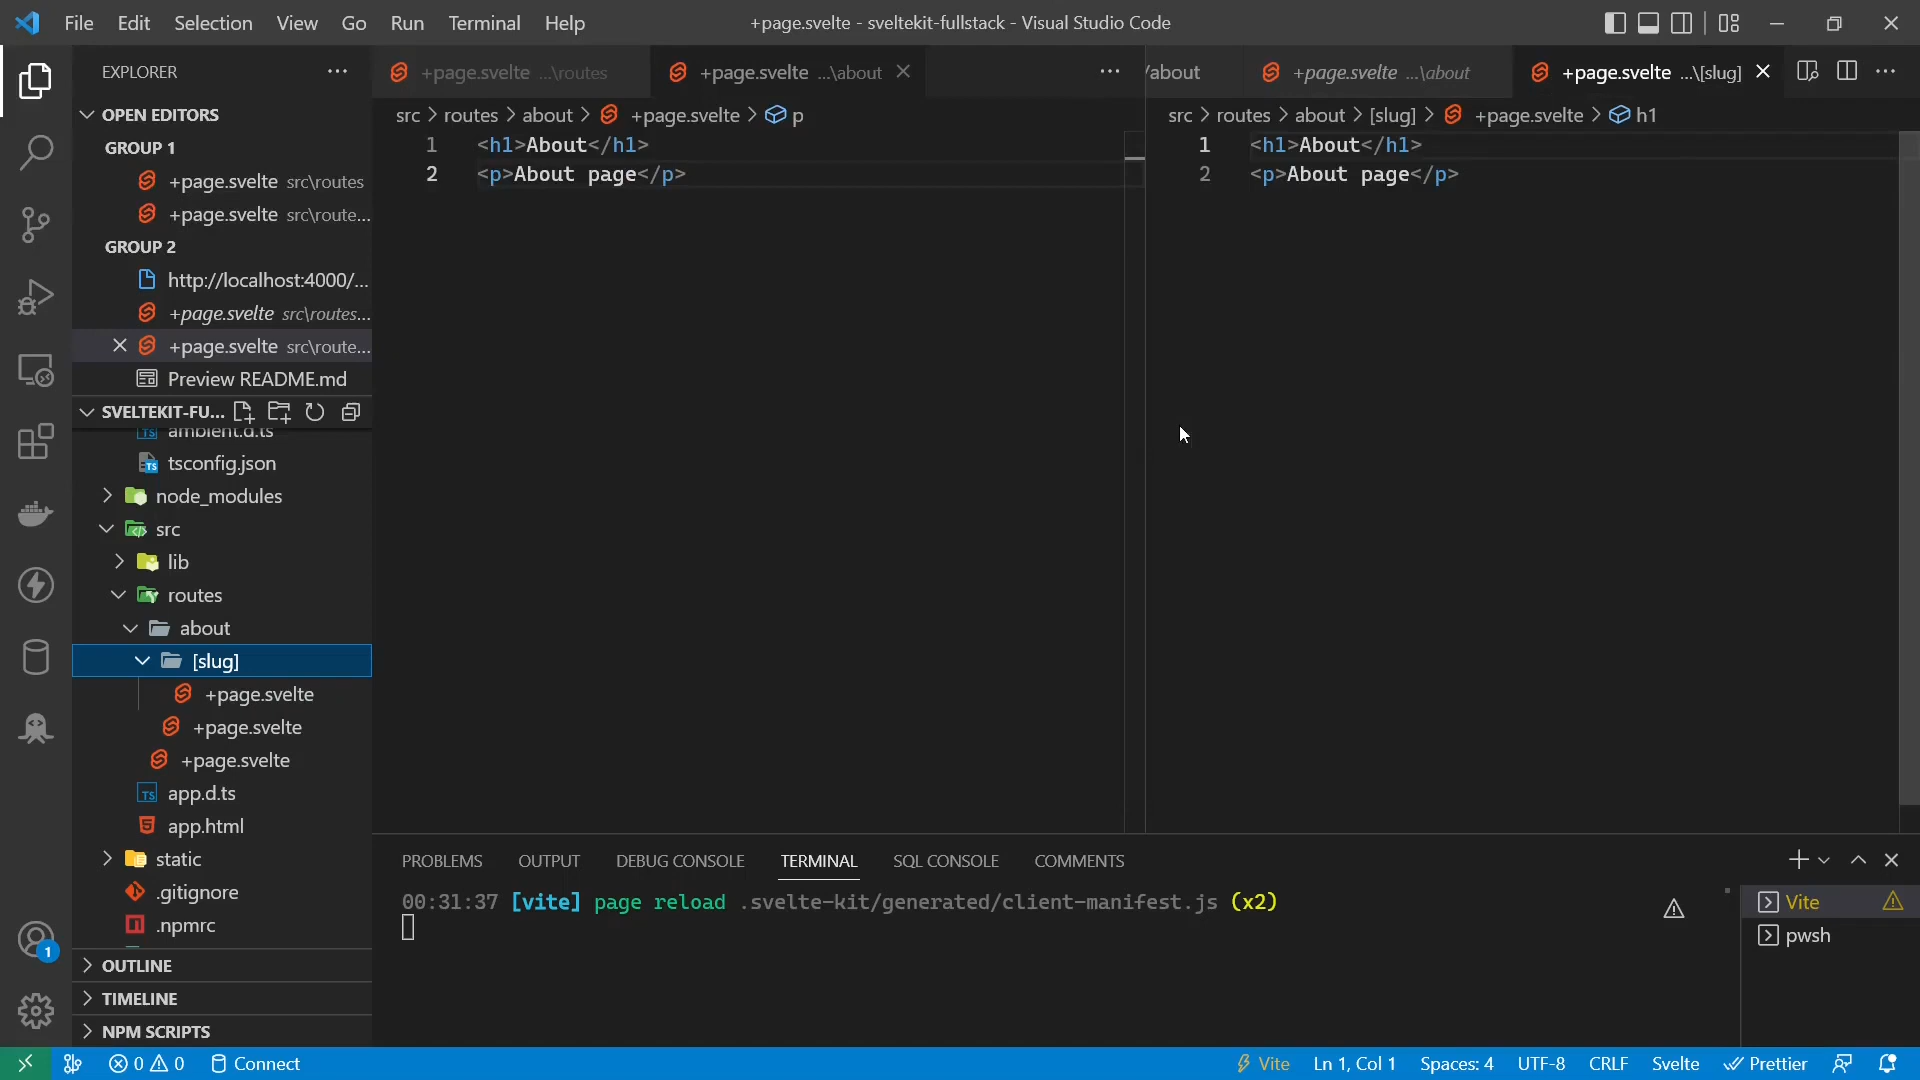 File Edit Selection View Go Run Terminal Help
+page.svelte - sveltekit-fullstack - Visual Studio Code
EXPLORER
OPEN EDITORS
GROUP 1
+page.svelte src\routes
+page.svelte src\route...
GROUP 2
http://localhost:4000/...
+page.svelte src\routes...
+page.svelte src\route...
Preview README.md
SVELTEKIT-FU...
ambient.d.ts
tsconfig.json
node_modules
src
lib
routes
about
[slug]
+page.svelte
+page.svelte
+page.svelte
app.d.ts
app.html
static
.gitignore
.npmrc
OUTLINE
TIMELINE
NPM SCRIPTS
+page.svelte ...\routes
+page.svelte ...\about
src > routes > about > +page.svelte > p
1 <h1>About</h1>
2 <p>About page</p>
/about
+page.svelte ...\about
+page.svelte ...\[slug]
src > routes > about > [slug] > +page.svelte > h1
1 <h1>About</h1>
2 <p>About page</p>
PROBLEMS OUTPUT DEBUG CONSOLE TERMINAL SQL CONSOLE COMMENTS
00:31:37 [vite] page reload .svelte-kit/generated/client-manifest.js (x2)
Vite
pwsh
1
0 0 Connect
Vite Ln 1, Col 1 Spaces: 4 UTF-8 CRLF Svelte Prettier